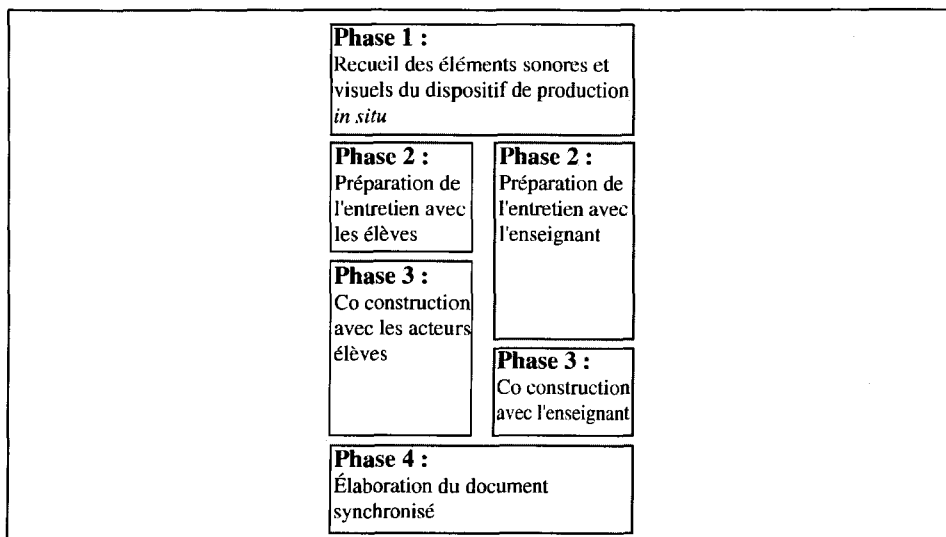 Phase 1 :
Recueil des éléments sonores et
visuels du dispositif de production
in situ
Phase 2 :
Préparation de
l'entretien avec
les élèves
Phase 3 :
Co construction
avec les acteurs
élèves
Phase 2 :
Préparation de
l'entretien avec
l'enseignant
Phase 3 :
Co construction
avec l'enseignant
Phase 4 :
Élaboration du document
synchronisé